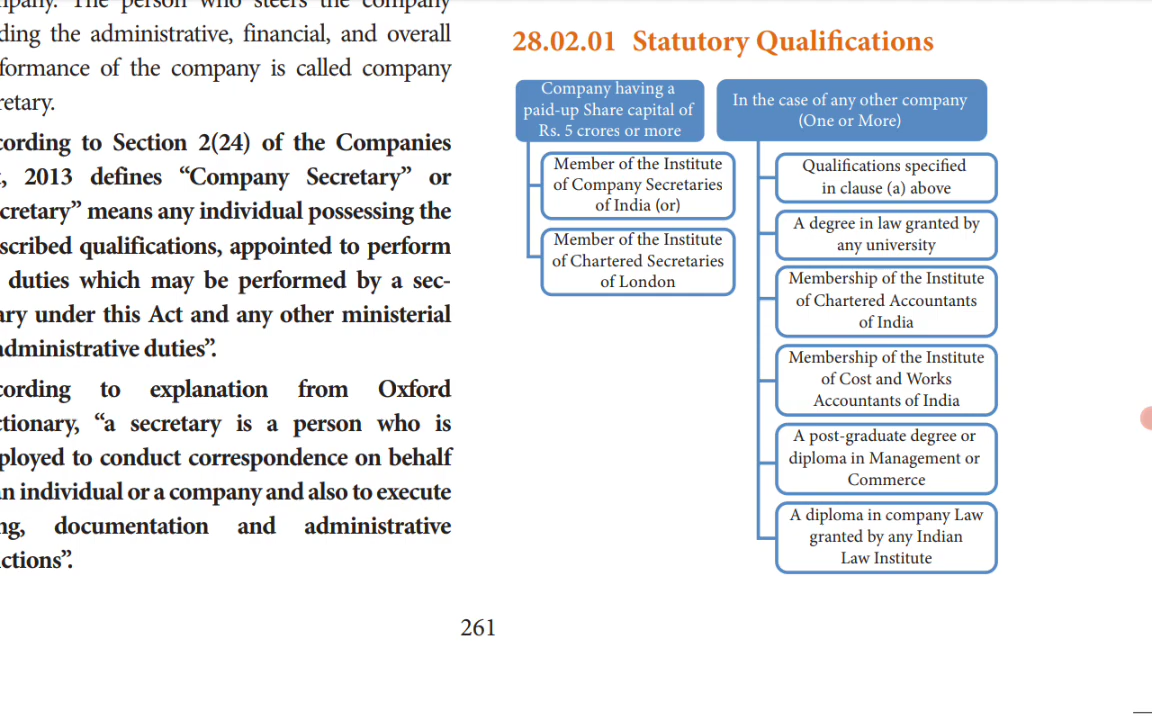 The person who steers the company
ding the administrative, financial, and overall
formance of the company is called company
retary.
cording to Section 2(24) of the Companies
t, 2013 defines “Company Secretary” or
cretary” means any individual possessing the
scribed qualifications, appointed to perform
duties which may be performed by a sec-
ary under this Act and any other ministerial
administrative duties”.
cording to explanation from Oxford
ctionary, “a secretary is a person who is
ployed to conduct correspondence on behalf
an individual or a company and also to execute
ng, documentation and administrative
ctions”.
28.02.01 Statutory Qualifications
Company having a
paid-up Share capital of
Rs. 5 crores or more
Member of the Institute
of Company Secretaries
of India (or)
Member of the Institute
of Chartered Secretaries
of London
In the case of any other company
(One or More)
Qualifications specified
in clause (a) above
A degree in law granted by
any university
Membership of the Institute
of Chartered Accountants
of India
Membership of the Institute
of Cost and Works
Accountants of India
A post-graduate degree or
diploma in Management or
Commerce
A diploma in company Law
granted by any Indian
Law Institute
261